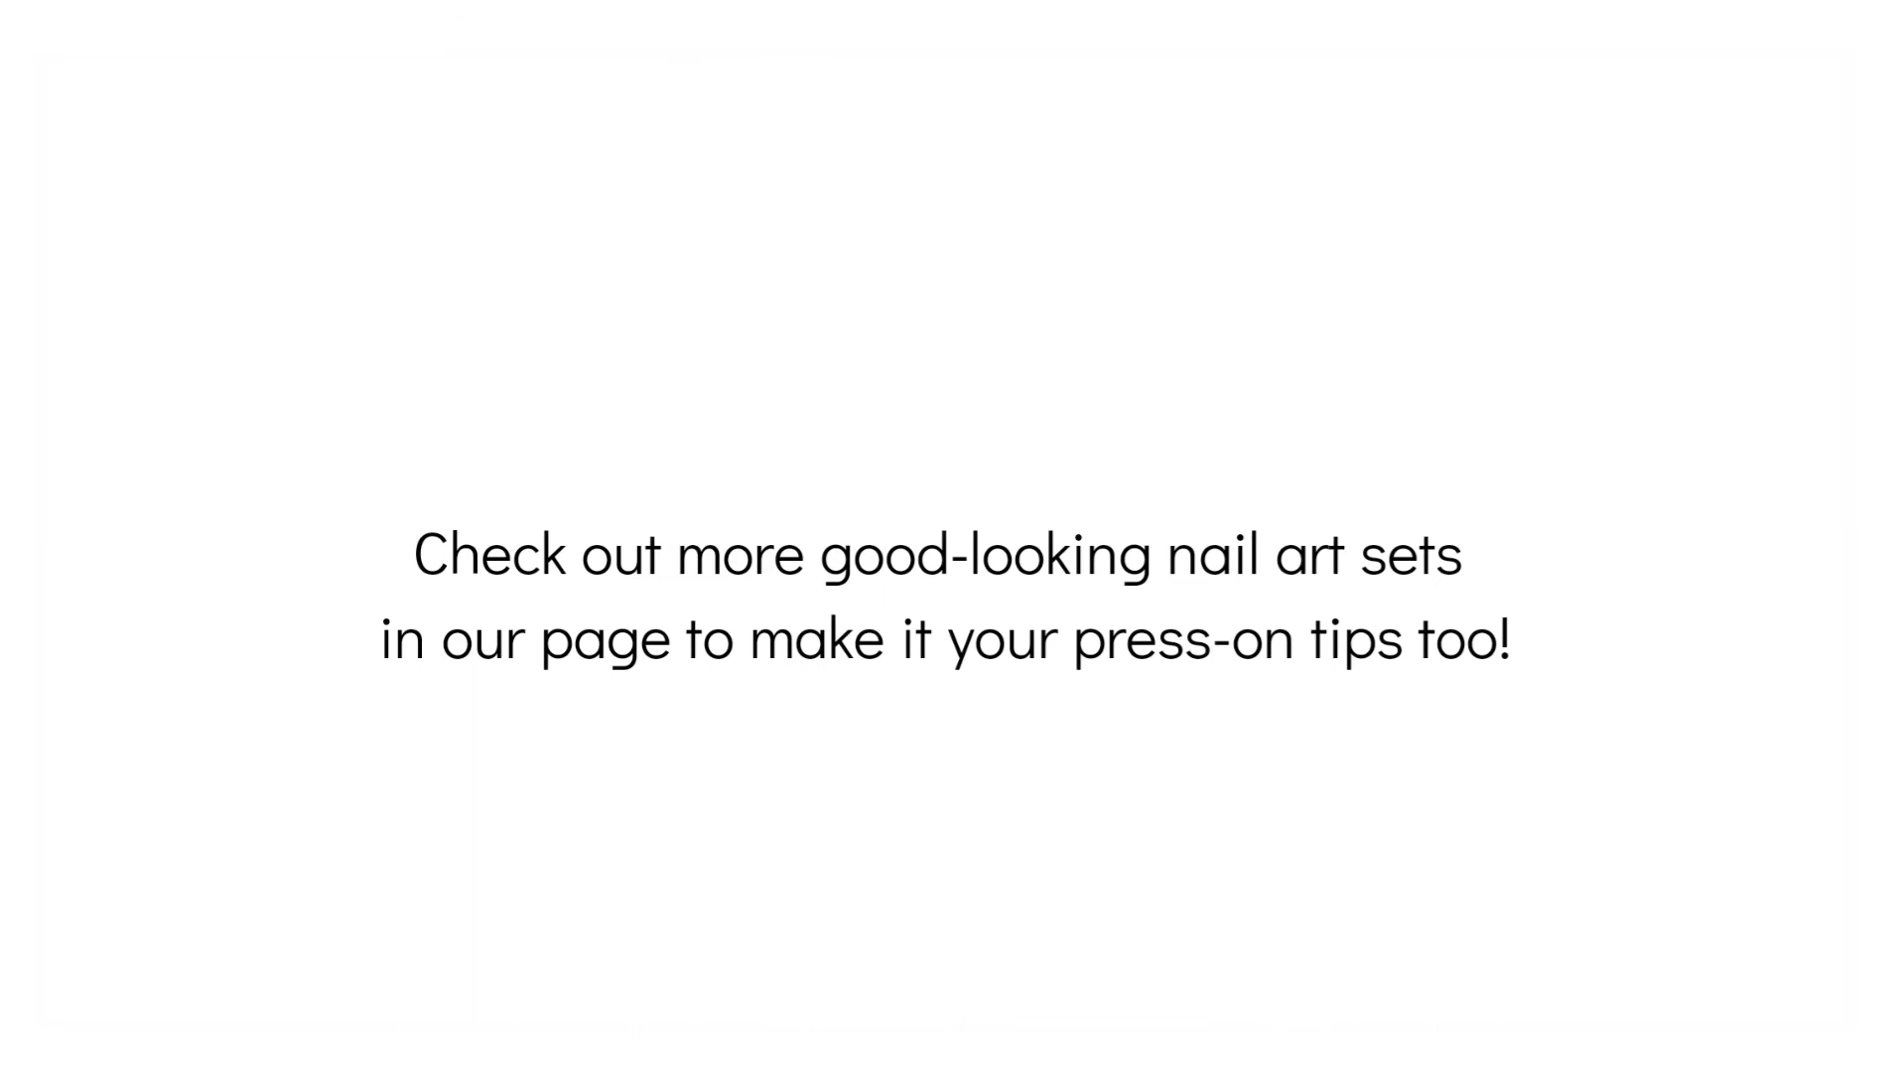 Check out more good-looking nail art sets
in our page to make it your press-on tips too!